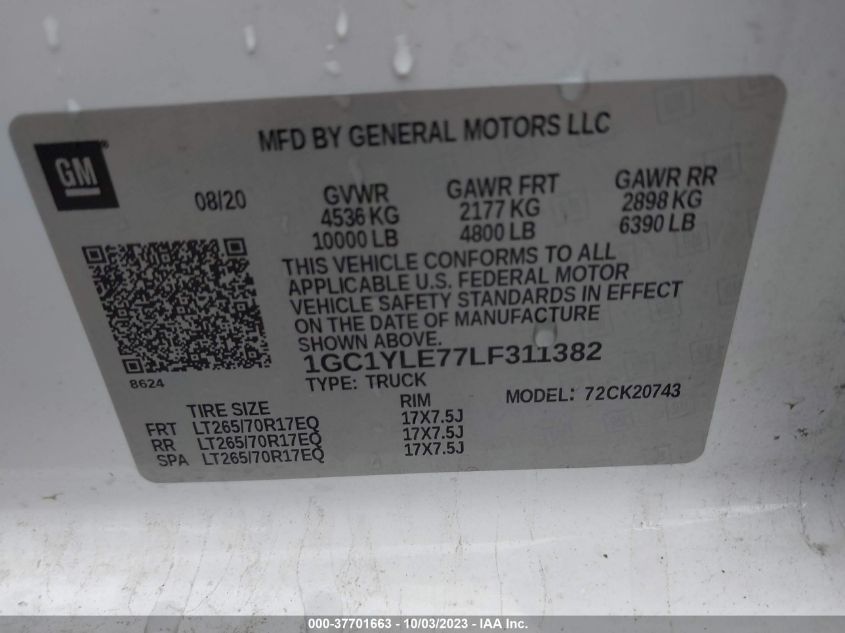 MFD BY GENERAL MOTORS LLC
GM
08/20
GVWR GAWR FRT GAWR RR
4536 KG 2177 KG 2898 KG
10000 LB 4800 LB 6390 LB
THIS VEHICLE CONFORMS TO ALL
APPLICABLE U.S. FEDERAL MOTOR
VEHICLE SAFETY STANDARDS IN EFFECT
ON THE DATE OF MANUFACTURE
SHOWN ABOVE.
1GC1YLE77LF311382
8624
TYPE: TRUCK MODEL: 72CK20743
TIRE SIZE RIM
FRT LT265/70R17EQ 17X7.5J
RR LT265/70R17EQ 17X7.5J
SPA LT265/70R17EQ 17X7.5J
000-37701663 - 10/03/2023 - IAA Inc.